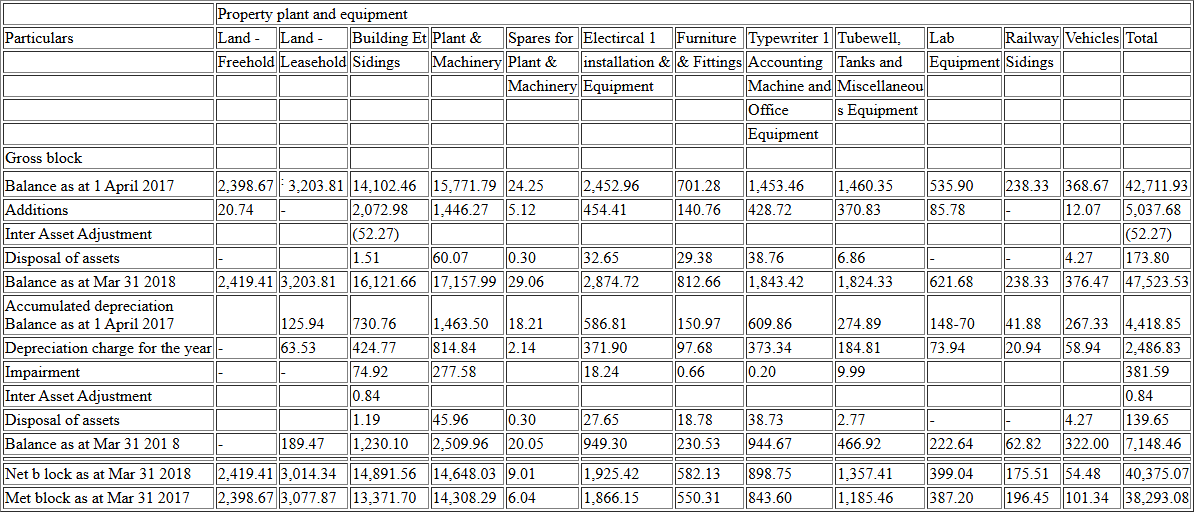 Property plant and equipment
Particulars Land - Land - Building Et Plant & Spares for Electircal 1 Furniture Typewriter 1 Tubewell, Lab Railway Vehicles Total
Freehold Leasehold Sidings Machinery Plant & installation & & Fittings Accounting Tanks and Equipment Sidings
Machinery Equipment Machine and Miscellaneou
Office s Equipment
Equipment
Gross block
Balance as at 1 April 2017 2,398.67 : 3,203.81 14,102.46 15,771.79 24.25 2,452.96 701.28 1,453.46 1,460.35 535.90 238.33 368.67 42,711.93
Additions 20.74 - 2,072.98 1,446.27 5.12 454.41 140.76 428.72 370.83 85.78 - 12.07 5,037.68
Inter Asset Adjustment (52.27) (52.27)
Disposal of assets - 1.51 60.07 0.30 32.65 29.38 38.76 6.86 - - 4.27 173.80
Balance as at Mar 31 2018 2,419.41 3,203.81 16,121.66 17,157.99 29.06 2,874.72 812.66 1,843.42 1,824.33 621.68 238.33 376.47 47,523.53
Accumulated depreciation
Balance as at 1 April 2017 125.94 730.76 1,463.50 18.21 586.81 150.97 609.86 274.89 148-70 41.88 267.33 4,418.85
Depreciation charge for the year - 63.53 424.77 814.84 2.14 371.90 97.68 373.34 184.81 73.94 20.94 58.94 2,486.83
Impairment - - 74.92 277.58 18.24 0.66 0.20 9.99 381.59
Inter Asset Adjustment 0.84 0.84
Disposal of assets 1.19 45.96 0.30 27.65 18.78 38.73 2.77 - - 4.27 139.65
Balance as at Mar 31 201 8 - 189.47 1,230.10 2,509.96 20.05 949.30 230.53 944.67 466.92 222.64 62.82 322.00 7,148.46
Net b lock as at Mar 31 2018 2,419.41 3,014.34 14,891.56 14,648.03 9.01 1,925.42 582.13 898.75 1,357.41 399.04 175.51 54.48 40,375.07
Met block as at Mar 31 2017 2,398.67 3,077.87 13,371.70 14,308.29 6.04 1,866.15 550.31 843.60 1,185.46 387.20 196.45 101.34 38,293.08